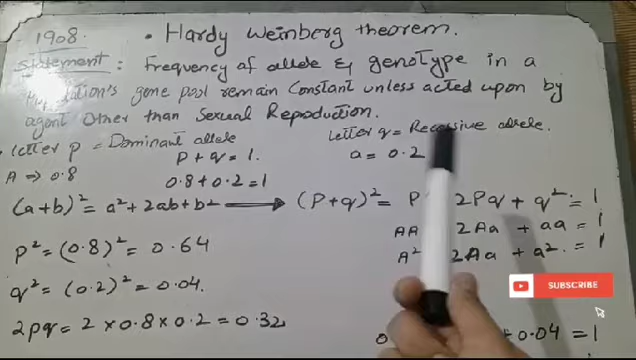 1908. • Hardy Weinberg theorem.
Statement: Frequency of allele & genotype in a
Population's gene pool remain Constant unless acted upon by
agent Other than Sexual Reproduction.
• Letter p = Dominant allele
Letter q = Recessive allele.
A ⇒ 0.8
p + q = 1.
a = 0.2
0.8 + 0.2 = 1
(a+b)² = a² + 2ab + b² ⟶ (P+q)² = P 2Pq + q² = 1
AA 2Aa + aa = 1
P² = (0.8)² = 0.64
A² 2Aa + a² = 1
q² = (0.2)² = 0.04.
SUBSCRIBE
2pq = 2 × 0.8 × 0.2 = 0.32
0 + 0.04 = 1